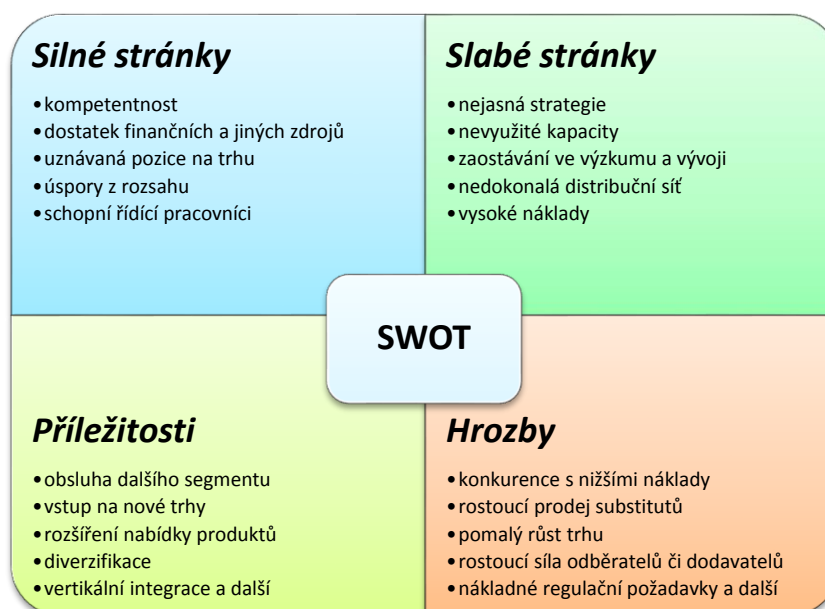 Silné stránky
•kompetentnost
•dostatek finančních a jiných zdrojů
•uznávaná pozice na trhu
•úspory z rozsahu
•schopní řídící pracovníci
Slabé stránky
•nejasná strategie
•nevyužité kapacity
•zaostávání ve výzkumu a vývoji
•nedokonalá distribuční síť
•vysoké náklady
SWOT
Příležitosti
•obsluha dalšího segmentu
•vstup na nové trhy
•rozšíření nabídky produktů
•diverzifikace
•vertikální integrace a další
Hrozby
•konkurence s nižšími náklady
•rostoucí prodej substitutů
•pomalý růst trhu
•rostoucí síla odběratelů či dodavatelů
•nákladné regulační požadavky a další